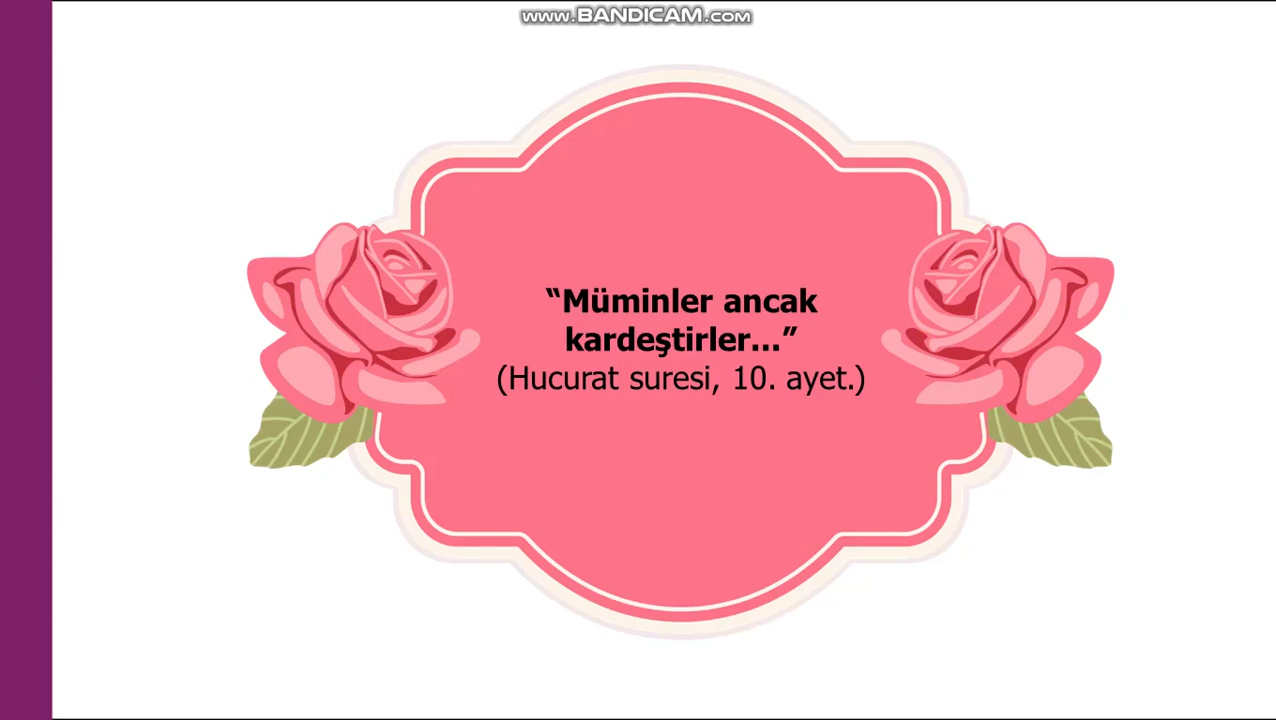 www.BANDICAM.com
“Müminler ancak
kardeştirler...”
(Hucurat suresi, 10. ayet.)